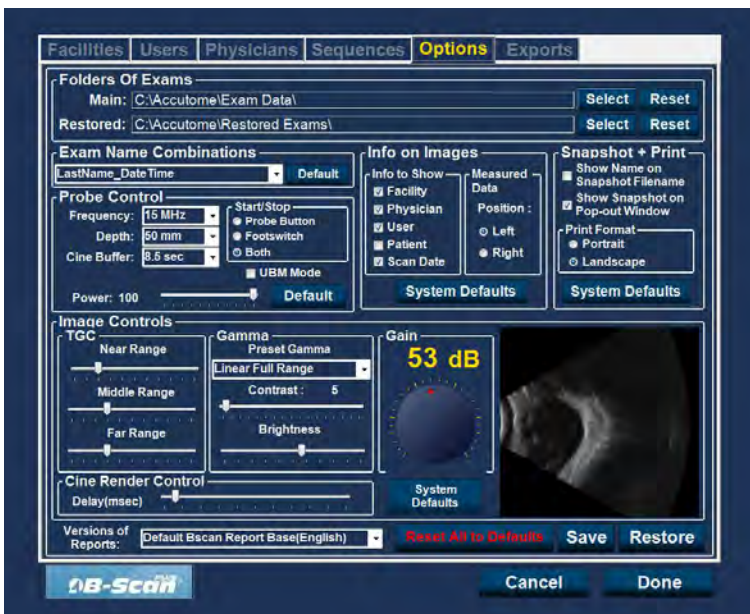 Facilities Users Physicians Sequences Options Exports
Folders Of Exams
Main: C:\Accutome\Exam Data\ Select Reset
Restored: C:\Accutome\Restored Exams\ Select Reset
Exam Name Combinations
LastName_DateTime Default
Probe Control
Frequency: 15 MHz
Depth: 50 mm
Cine Buffer: 8.5 sec
Start/Stop
Probe Button
Footswitch
Both
UBM Mode
Power: 100 Default
Info on Images
Info to Show
Facility
Physician
User
Patient
Scan Date
Measured
Data
Position :
Left
Right
System Defaults
Snapshot + Print
Show Name on
Snapshot Filename
Show Snapshot on
Pop-out Window
Print Format
Portrait
Landscape
System Defaults
Image Controls
TGC
Near Range
Middle Range
Far Range
Gamma
Preset Gamma
Linear Full Range
Contrast : 5
Brightness
Gain
53 dB
System
Defaults
Cine Render Control
Delay(msec)
Versions of
Reports: Default Bscan Report Base(English)
Reset All to Defaults Save Restore
B-Scan Cancel Done